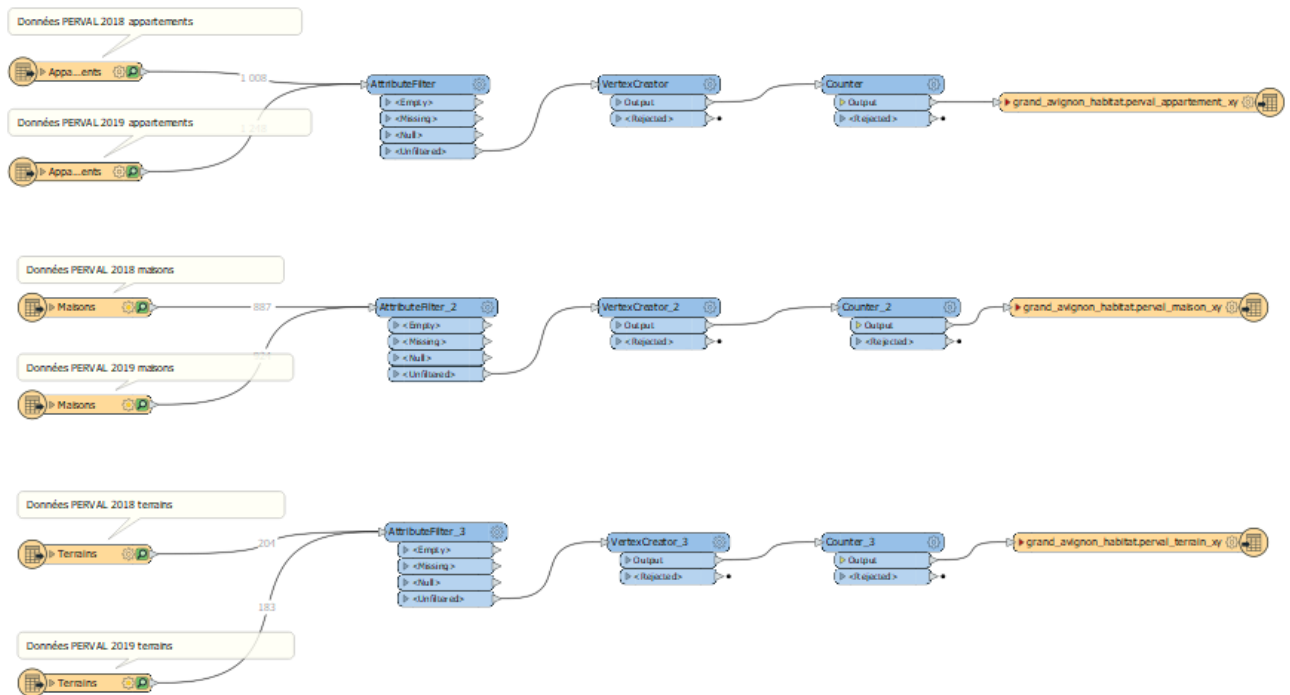 Données PERVAL 2018 appartements
Appa...ents
1 008
AttributeFilter
<Empty>
<Missing>
<Null>
<Unfiltered>
VertexCreator
Output
<Rejected>
Counter
Output
<Rejected>
grand_avignon_habitat.perval_appartement_xy
Données PERVAL 2019 appartements
Appa...ents
Données PERVAL 2018 maisons
Maisons
887
AttributeFilter_2
<Empty>
<Missing>
<Null>
<Unfiltered>
VertexCreator_2
Output
<Rejected>
Counter_2
Output
<Rejected>
grand_avignon_habitat.perval_maison_xy
Données PERVAL 2019 maisons
Maisons
Données PERVAL 2018 terrains
Terrains
204
AttributeFilter_3
<Empty>
<Missing>
<Null>
<Unfiltered>
VertexCreator_3
Output
<Rejected>
Counter_3
Output
<Rejected>
grand_avignon_habitat.perval_terrain_xy
183
Données PERVAL 2019 terrains
Terrains